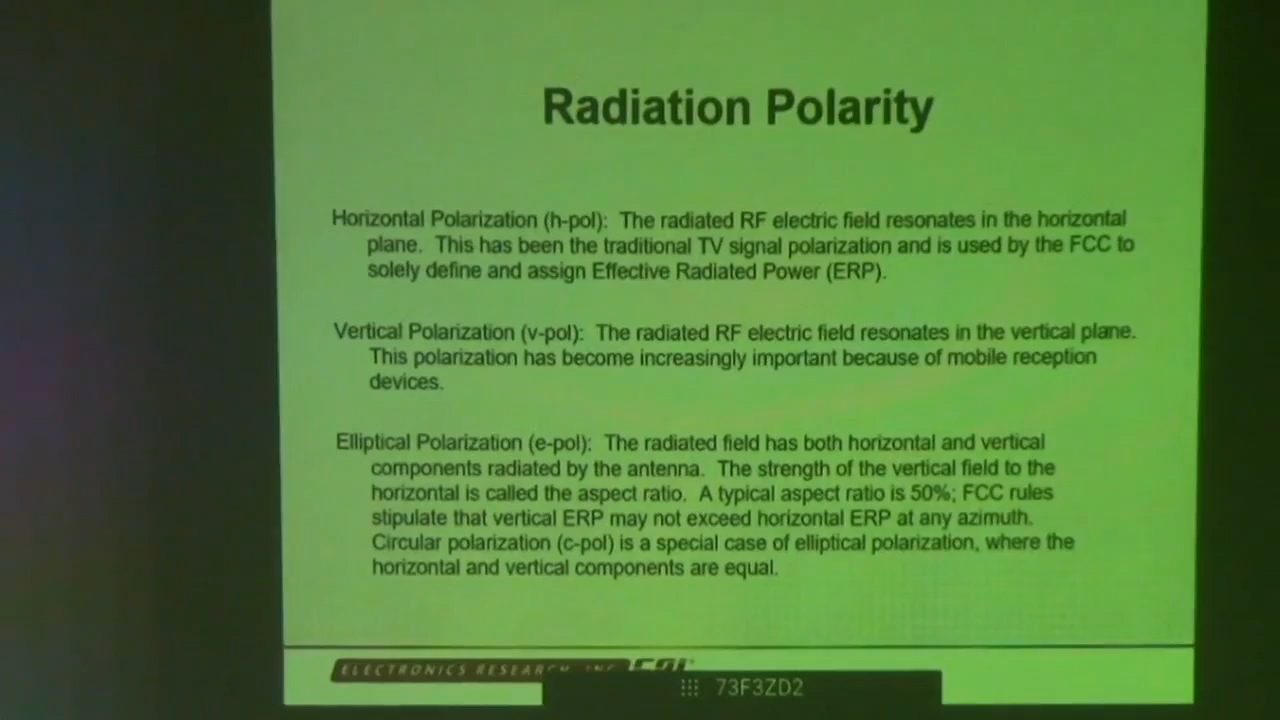 Radiation Polarity
Horizontal Polarization (h-pol): The radiated RF electric field resonates in the horizontal
plane. This has been the traditional TV signal polarization and is used by the FCC to
solely define and assign Effective Radiated Power (ERP).
Vertical Polarization (v-pol): The radiated RF electric field resonates in the vertical plane.
This polarization has become increasingly important because of mobile reception
devices.
Elliptical Polarization (e-pol): The radiated field has both horizontal and vertical
components radiated by the antenna. The strength of the vertical field to the
horizontal is called the aspect ratio. A typical aspect ratio is 50%; FCC rules
stipulate that vertical ERP may not exceed horizontal ERP at any azimuth.
Circular polarization (c-pol) is a special case of elliptical polarization, where the
horizontal and vertical components are equal.
ELECTRONICS
73F3ZD2